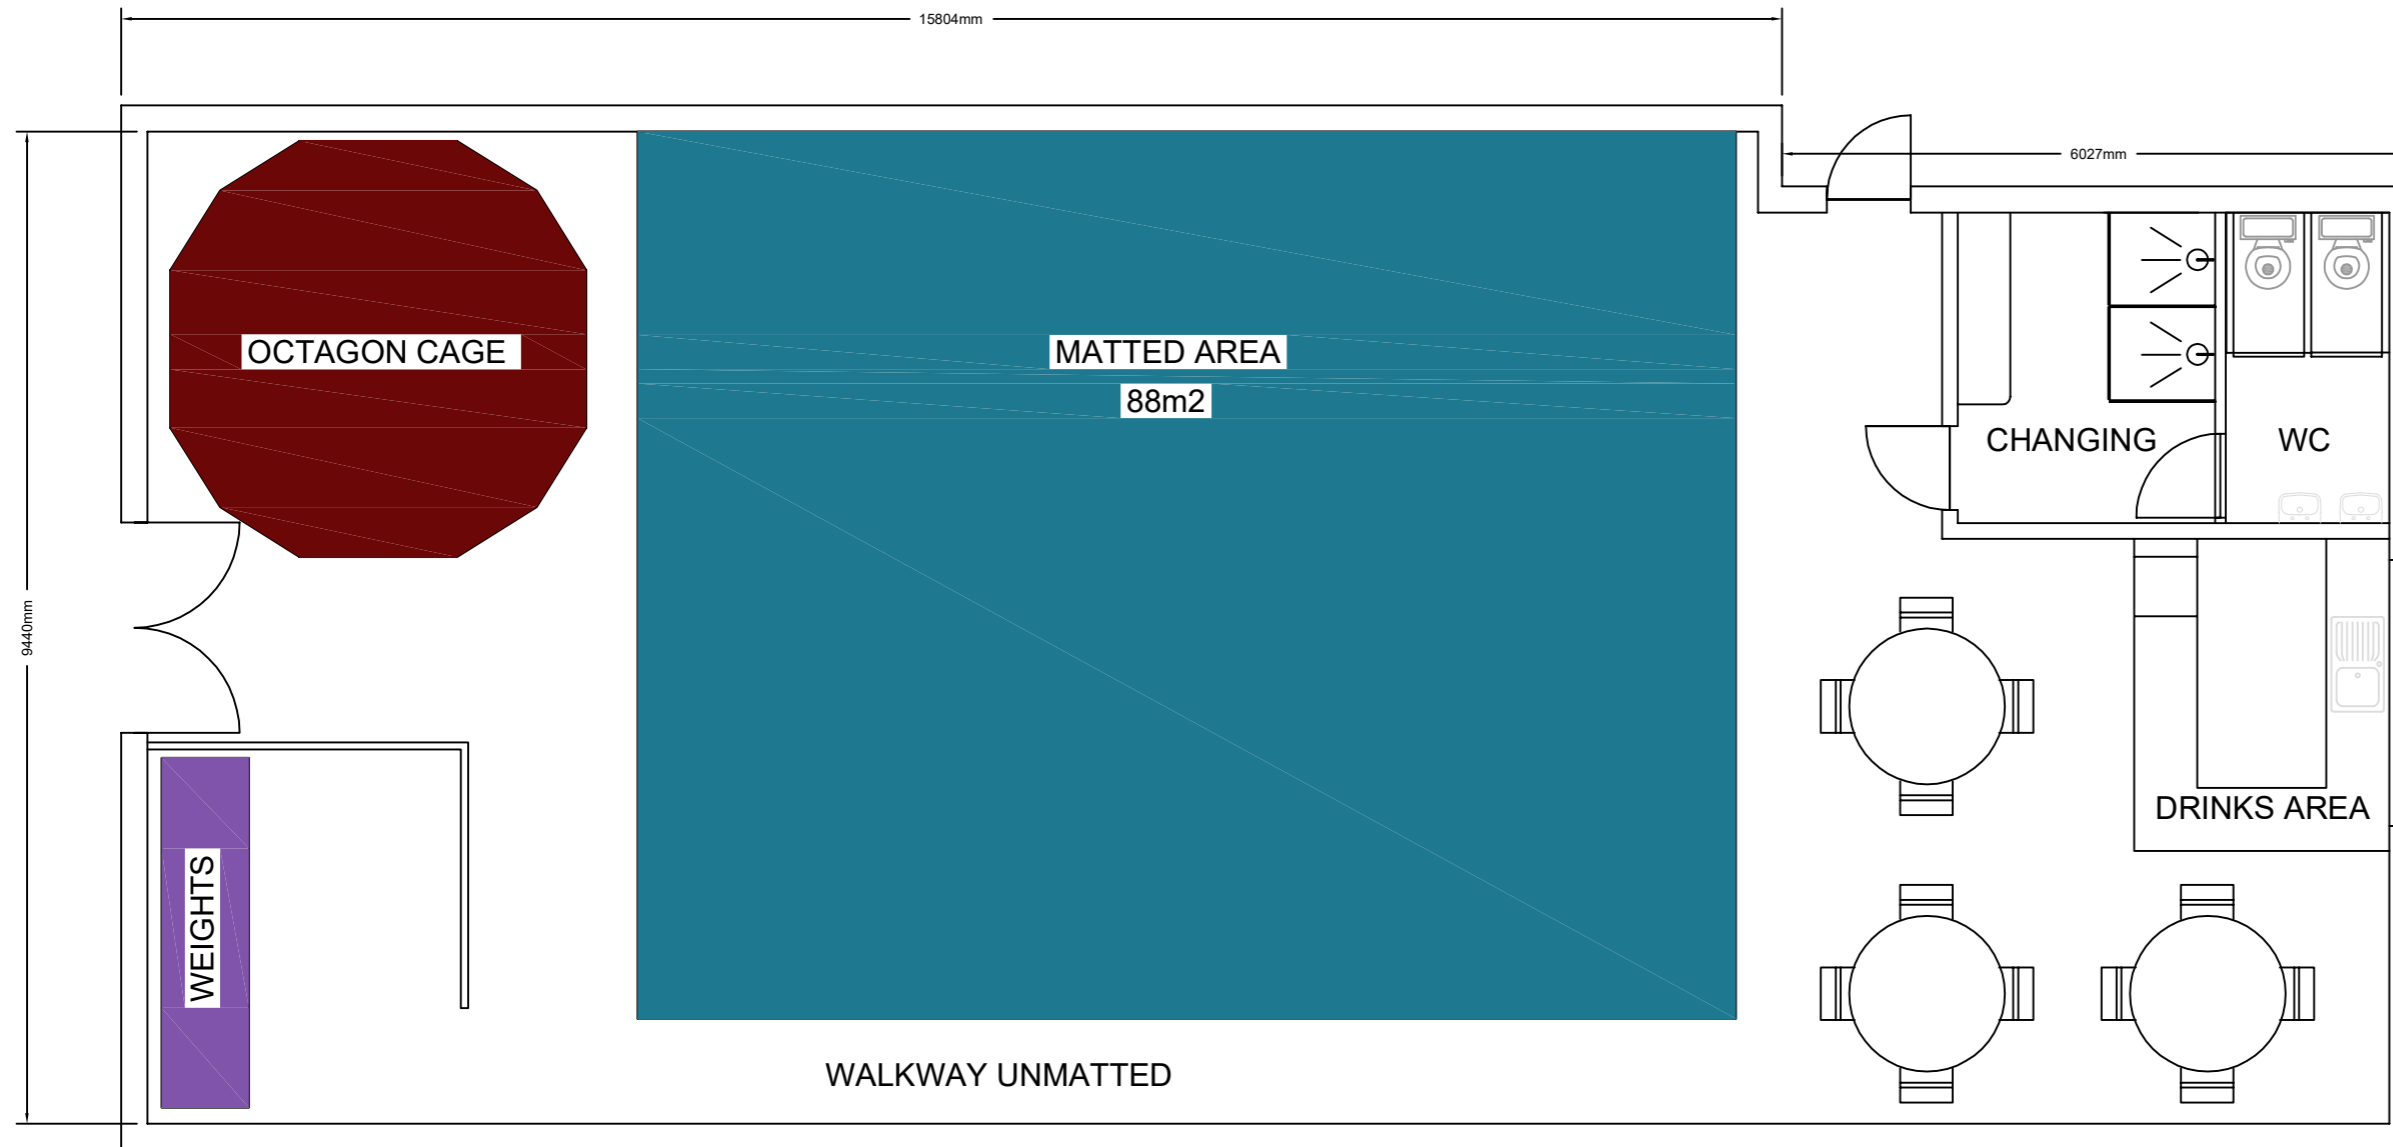 15804mm
6027mm
OCTAGON CAGE
MATTED AREA
88m2
CHANGING
WC
9440mm
DRINKS AREA
WEIGHTS
WALKWAY UNMATTED